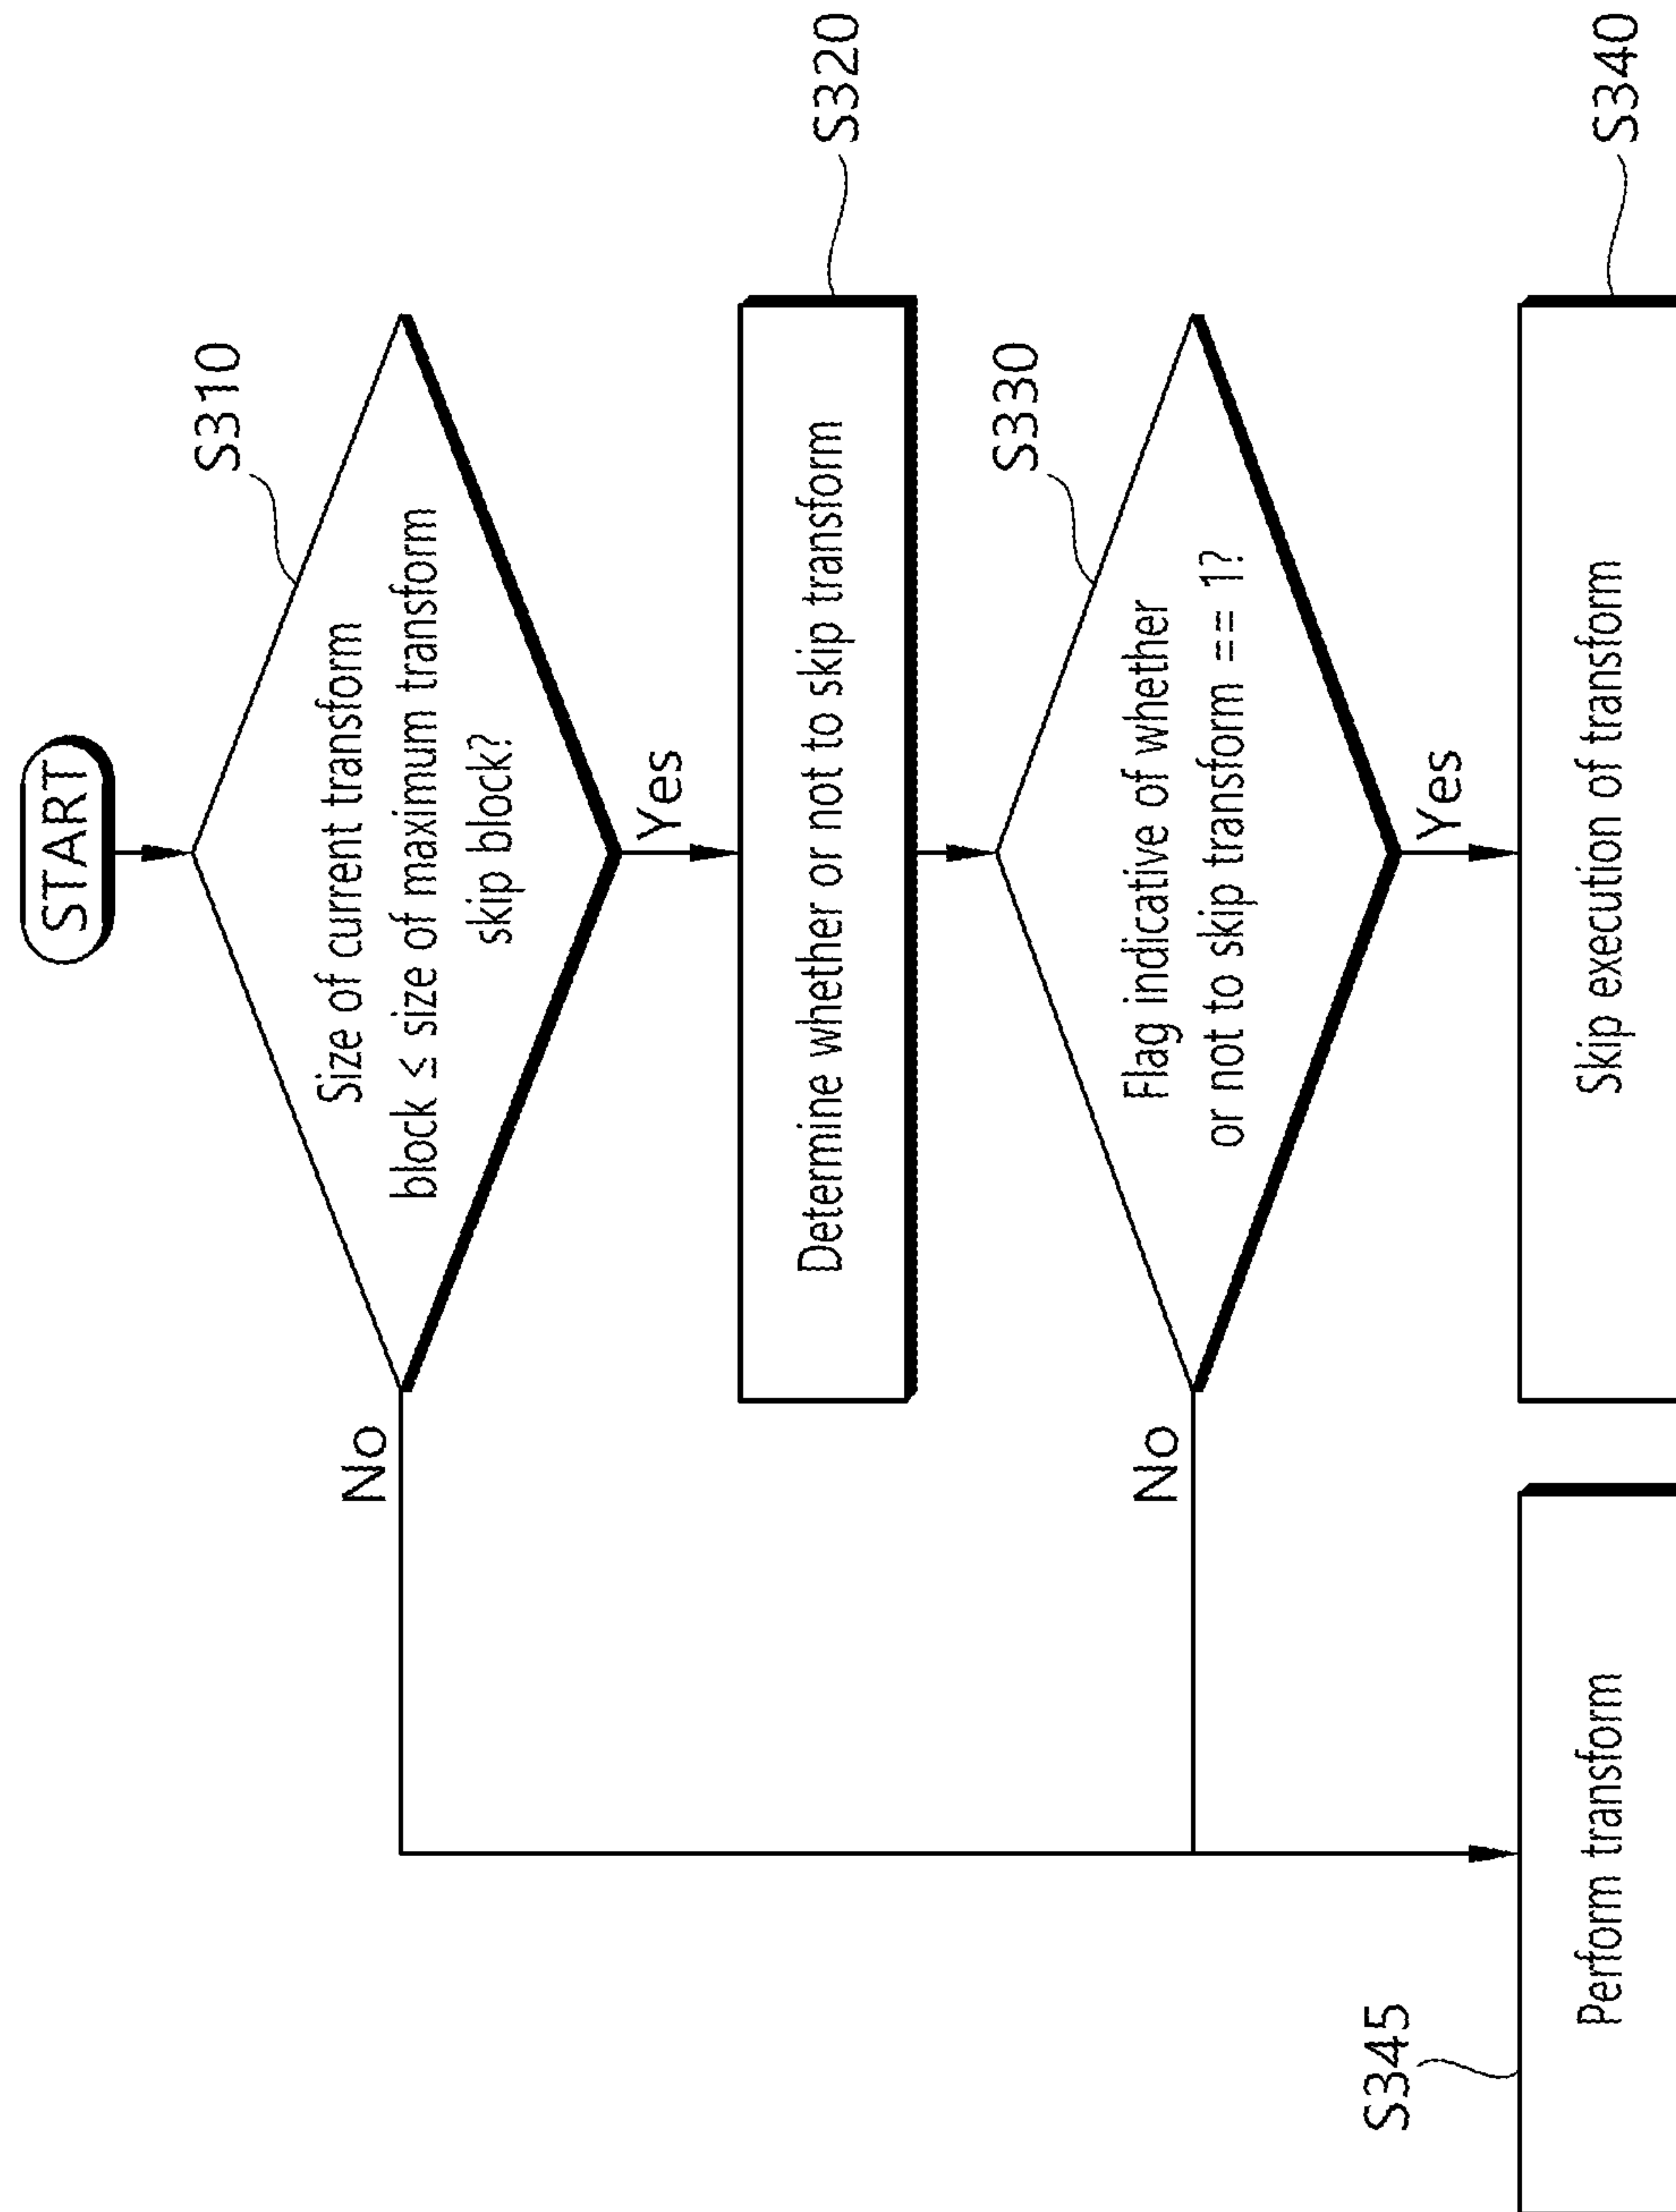 START
S310
Size of current transform
block ≤ size of maximum transform
skip block?
No
Yes
Determine whether or not to skip transform
S320
S330
Flag indicative of whether
or not to skip transform == 1?
No
Yes
S345
Perform transform
Skip execution of transform
S340